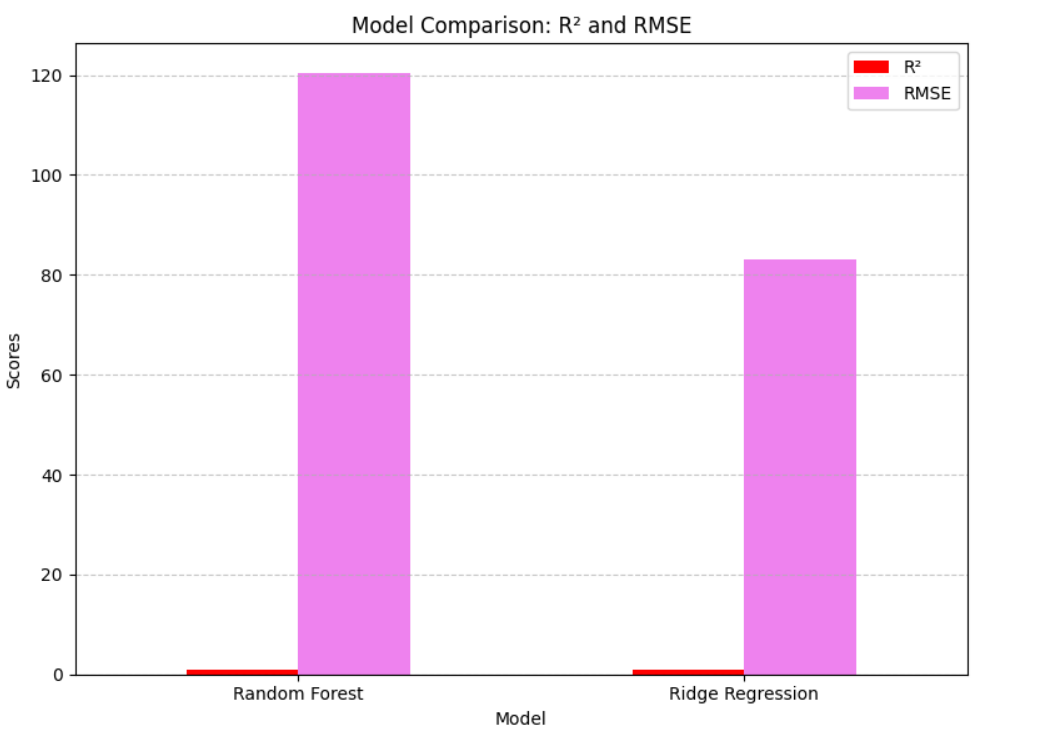 Model Comparison: R² and RMSE
R²
RMSE
120
100
80
60
40
20
0
Scores
Random Forest
Ridge Regression
Model